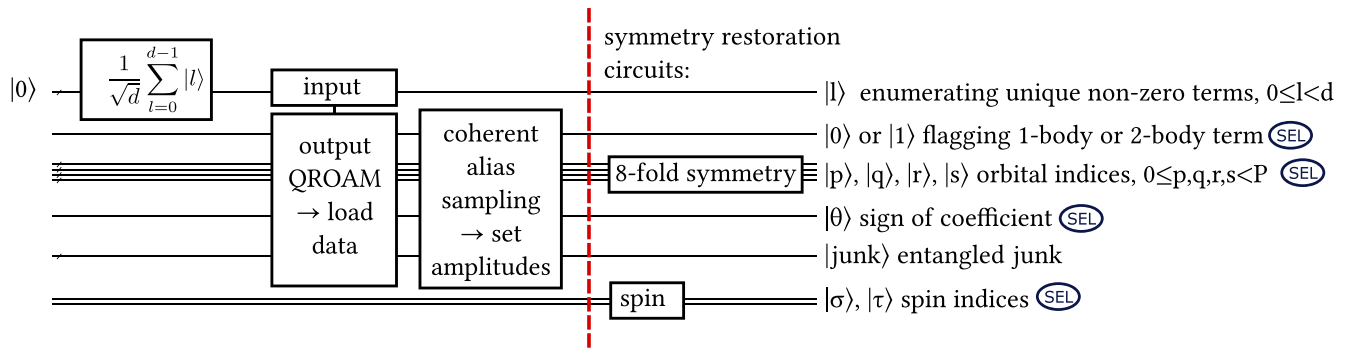 symmetry restoration
circuits:
|0⟩
1/√d ∑ l=0 d−1 |l⟩
input
|l⟩ enumerating unique non-zero terms, 0≤l<d
output
QROAM
→ load
data
coherent
alias
sampling
→ set
amplitudes
|0⟩ or |1⟩ flagging 1-body or 2-body term SEL
8-fold symmetry
|p⟩, |q⟩, |r⟩, |s⟩ orbital indices, 0≤p,q,r,s<P SEL
|θ⟩ sign of coefficient SEL
|junk⟩ entangled junk
spin
|σ⟩, |τ⟩ spin indices SEL